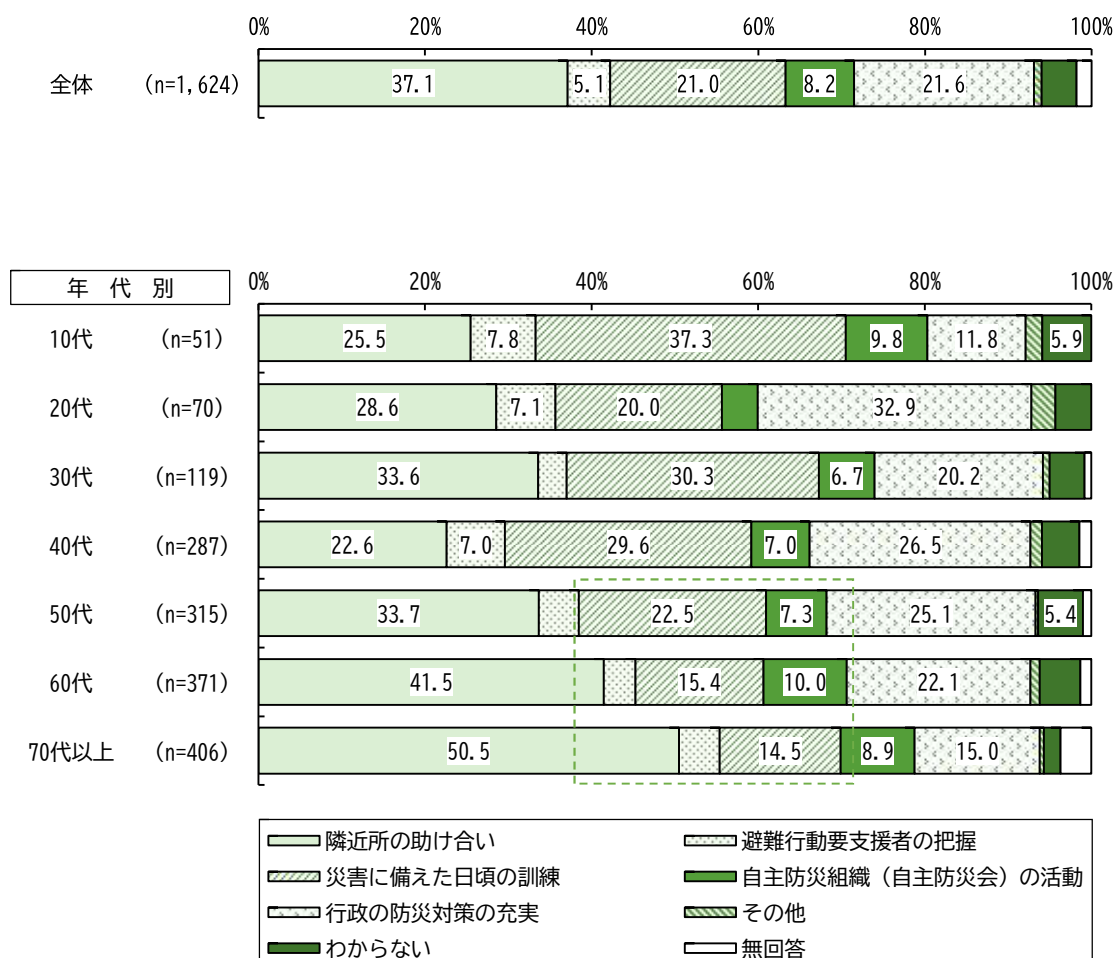 0% 20% 40% 60% 80% 100%
全体 (n=1,624) 37.1 5.1 21.0 8.2 21.6
年 代 別 0% 20% 40% 60% 80% 100%
10代 (n=51) 25.5 7.8 37.3 9.8 11.8 5.9
20代 (n=70) 28.6 7.1 20.0 32.9
30代 (n=119) 33.6 30.3 6.7 20.2
40代 (n=287) 22.6 7.0 29.6 7.0 26.5
50代 (n=315) 33.7 22.5 7.3 25.1 5.4
60代 (n=371) 41.5 15.4 10.0 22.1
70代以上 (n=406) 50.5 14.5 8.9 15.0
隣近所の助け合い 避難行動要支援者の把握
災害に備えた日頃の訓練 自主防災組織（自主防災会）の活動
行政の防災対策の充実 その他
わからない 無回答